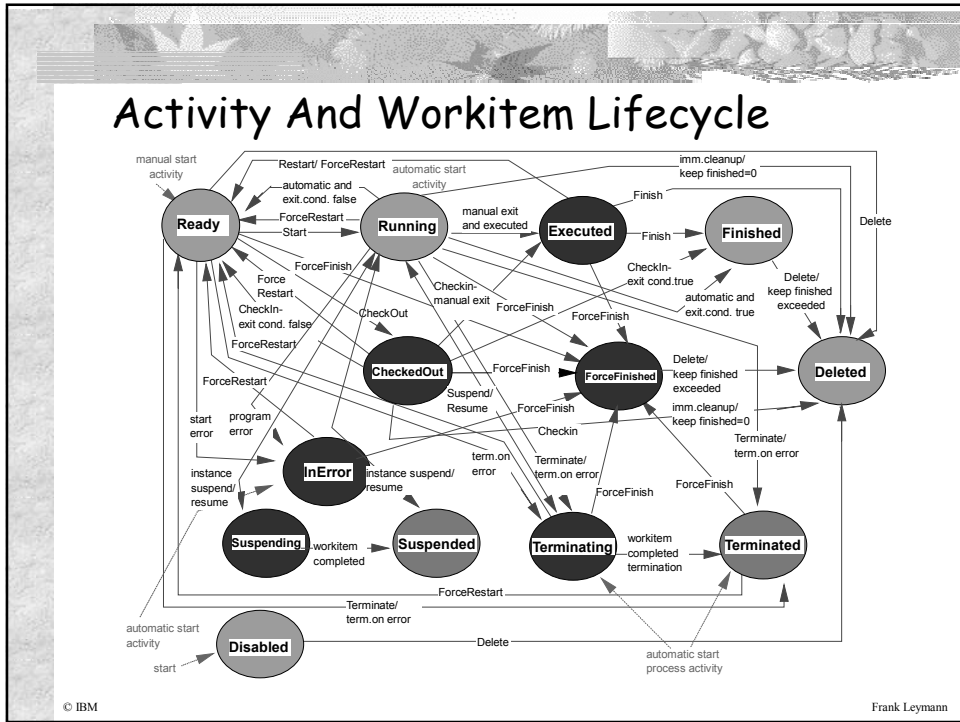 Activity And Workitem Lifecycle
manual start
activity
Restart/ ForceRestart
automatic start
activity
imm.cleanup/
keep finished=0
automatic and
exit.cond. false
Finish
Ready
ForceRestart
Start
Running
manual exit
and executed
Executed
Finish
Finished
Delete
ForceFinish
Force
Restart
Checkin-
manual exit
CheckIn-
exit cond.true
Delete/
keep finished
exceeded
CheckIn-
exit cond. false
CheckOut
ForceFinish
automatic and
exit.cond. true
ForceFinish
ForceRestart
CheckedOut
ForceFinish
ForceFinished
Delete/
keep finished
exceeded
Deleted
ForceRestart
Suspend/
Resume
ForceFinish
imm.cleanup/
keep finished=0
start
error
program
error
Checkin
term.on
error
Terminate/
term.on error
Terminate/
term.on error
instance
suspend/
resume
InError
instance suspend/
resume
ForceFinish
ForceFinish
Suspending
workitem
completed
Suspended
Terminating
workitem
completed
termination
Terminated
ForceRestart
Terminate/
term.on error
automatic start
activity
start
Disabled
Delete
automatic start
process activity
© IBM
Frank Leymann